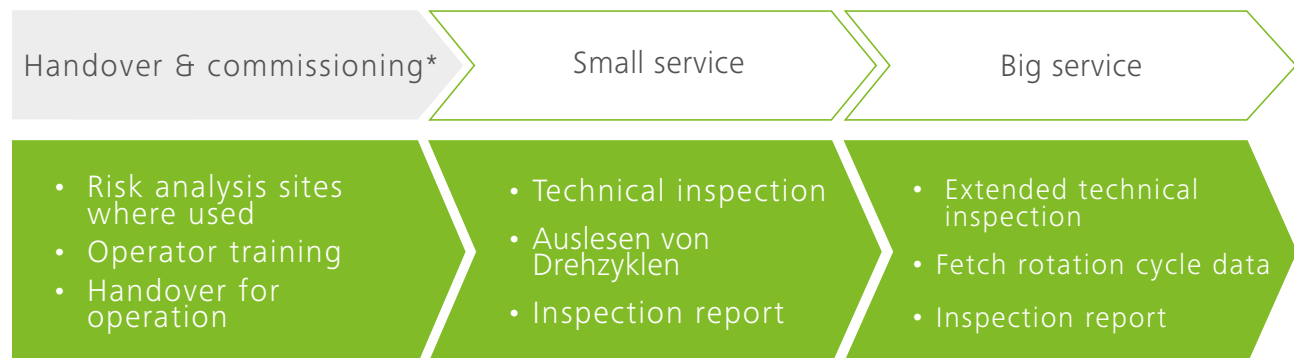 Handover & commissioning*
Small service
Big service
• Risk analysis sites
where used
• Operator training
• Handover for
operation
• Technical inspection
• Auslesen von
Drehzyklen
• Inspection report
• Extended technical
inspection
• Fetch rotation cycle data
• Inspection report